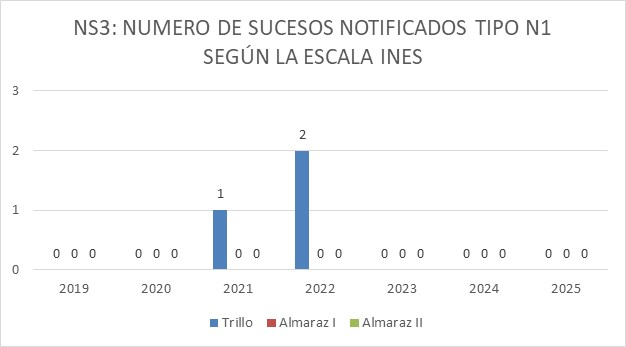 NS3: NUMERO DE SUCESOS NOTIFICADOS TIPO N1
SEGÚN LA ESCALA INES
3
2
1
0
2
1
0 0 0 0 0 0 0 0 0 0 0 0 0 0 0 0 0 0 0
2019 2020 2021 2022 2023 2024 2025
Trillo Almaraz I Almaraz II